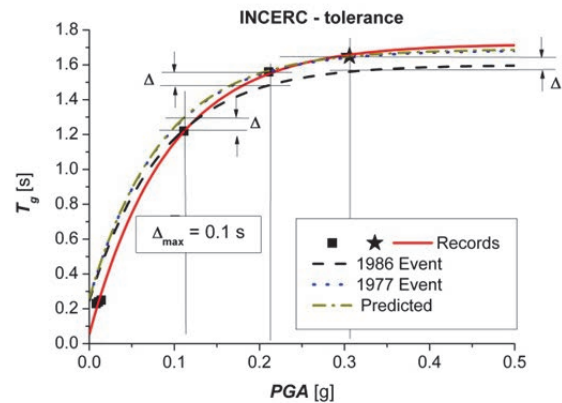 INCERC - tolerance
1.8
1.6
1.4
1.2
1.0
0.8
0.6
0.4
0.2
0.0
T_g [s]
Δ
Δ
Δ
Δ_max = 0.1 s
Records
1986 Event
1977 Event
Predicted
0.0 0.1 0.2 0.3 0.4 0.5
PGA [g]